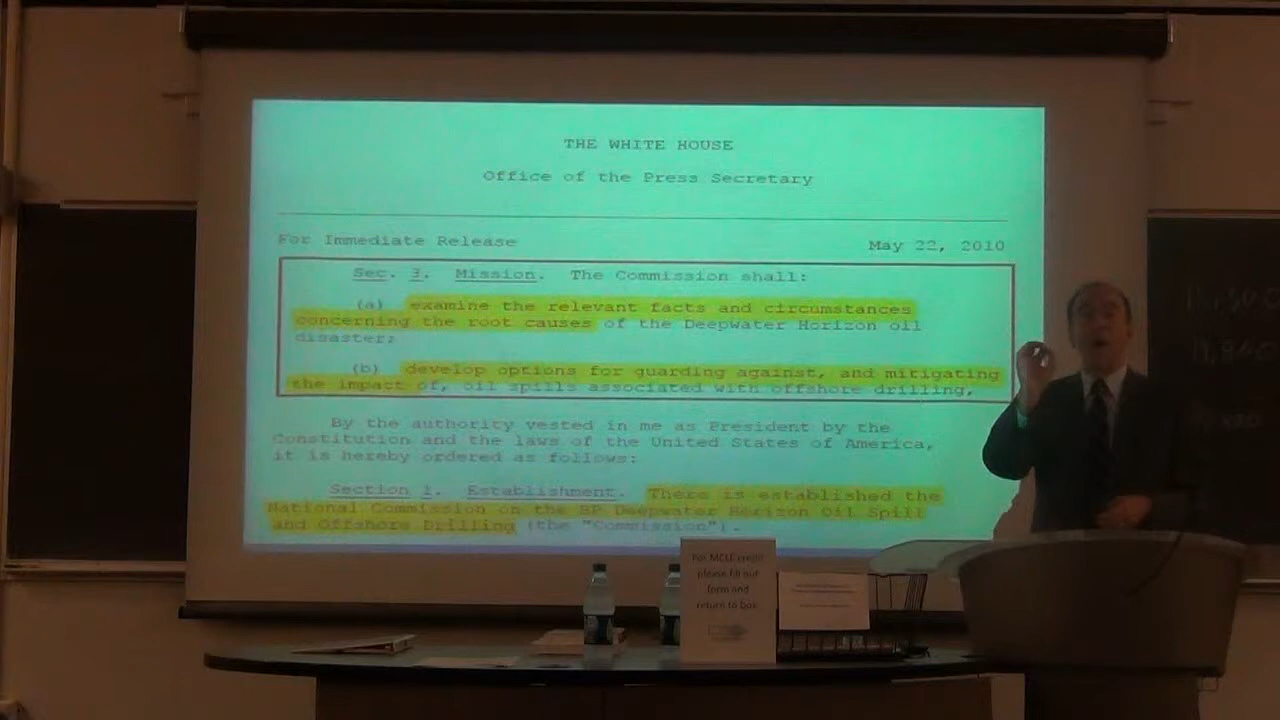 THE WHITE HOUSE
Office of the Press Secretary
For Immediate Release May 22, 2010
Sec. 3. Mission. The Commission shall:
(a) examine the relevant facts and circumstances
concerning the root causes of the Deepwater Horizon oil
disaster;
(b) develop options for guarding against, and mitigating
the impact of, oil spills associated with offshore drilling,
By the authority vested in me as President by the
Constitution and the laws of the United States of America,
it is hereby ordered as follows:
Section 1. Establishment. There is established the
National Commission on the BP Deepwater Horizon Oil Spill
and Offshore Drilling (the "Commission").
For MCLE credit
please fill out
form and
return to box